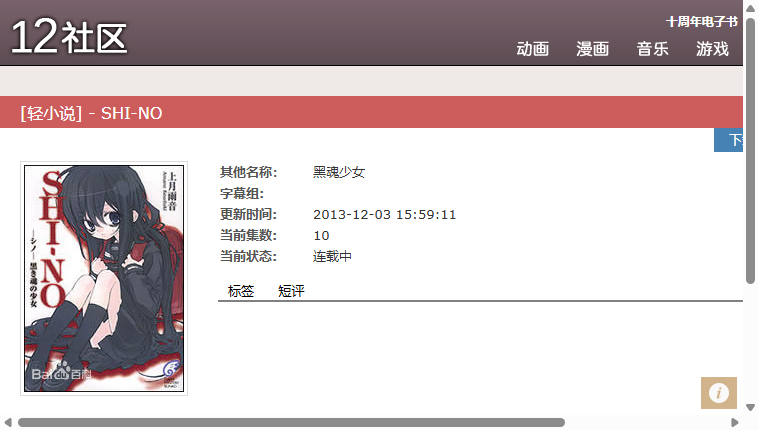 12社区
十周年电子书
动画 漫画 音乐 游戏
[轻小说] - SHI-NO
下
其他名称: 黑魂少女
字幕组:
更新时间: 2013-12-03 15:59:11
当前集数: 10
当前状态: 连载中
标签 短评
SHI-NO
―シノ― 黒き魂の少女
上月雨音
Baidu百科